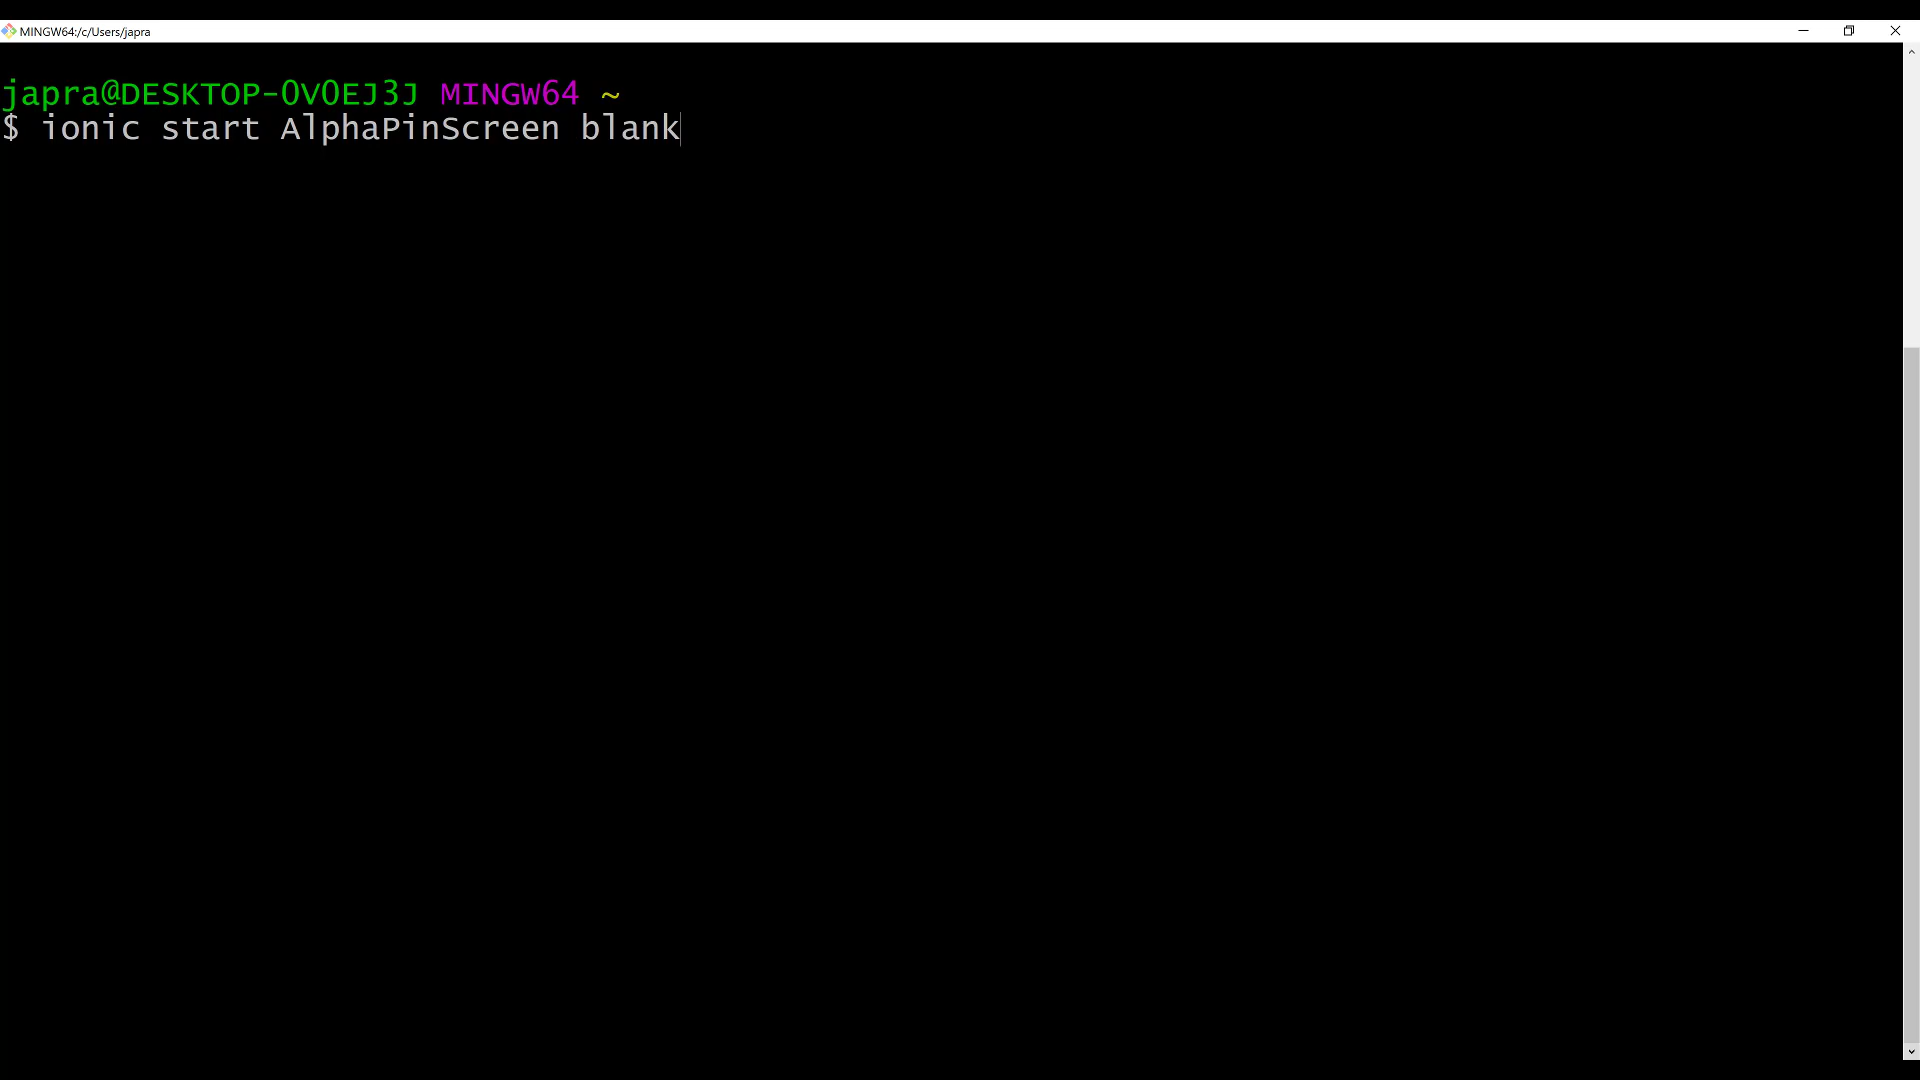 MINGW64:/c/Users/japra
japra@DESKTOP-0V0EJ3J MINGW64 ~
$ ionic start AlphaPinScreen blank